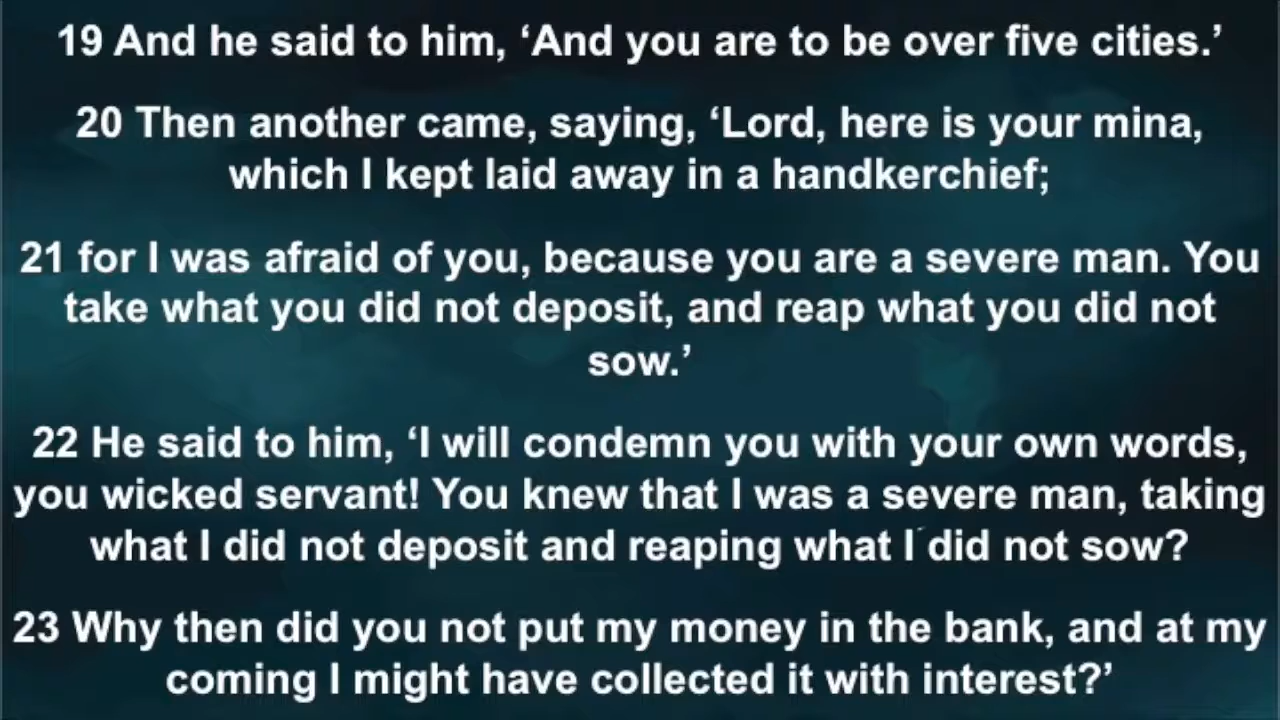 19 And he said to him, ‘And you are to be over five cities.’
20 Then another came, saying, ‘Lord, here is your mina,
which I kept laid away in a handkerchief;
21 for I was afraid of you, because you are a severe man. You
take what you did not deposit, and reap what you did not
sow.’
22 He said to him, ‘I will condemn you with your own words,
you wicked servant! You knew that I was a severe man, taking
what I did not deposit and reaping what I did not sow?
23 Why then did you not put my money in the bank, and at my
coming I might have collected it with interest?’